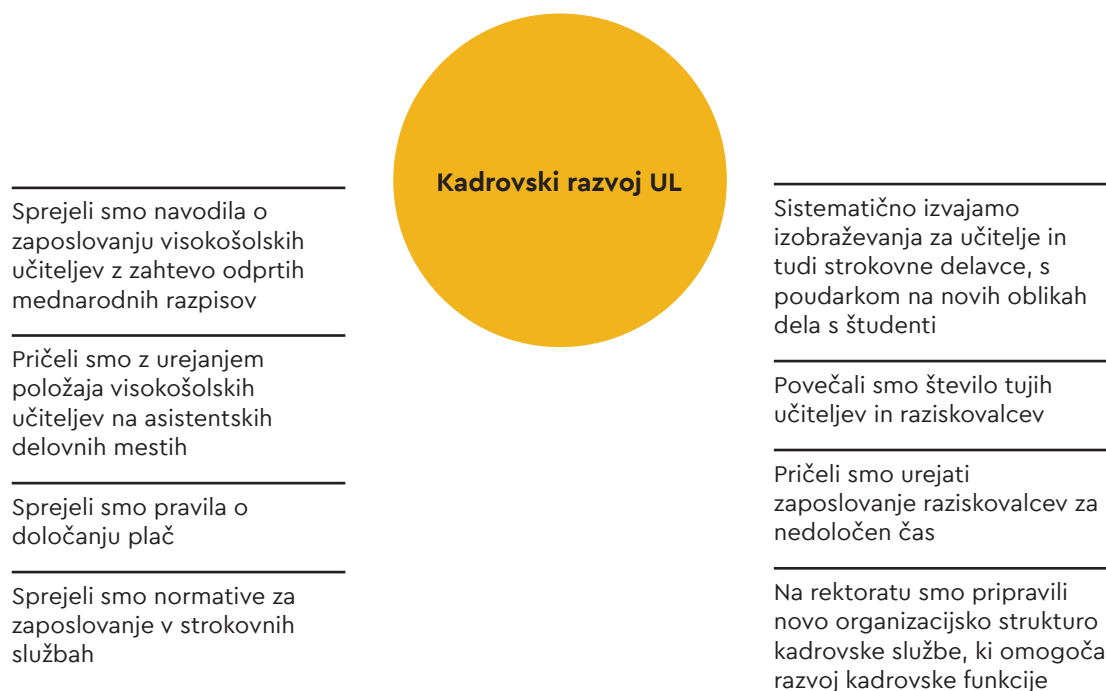 Kadrovski razvoj UL
Sprejeli smo navodila o
zaposlovanju visokošolskih
učiteljev z zahtevo odprtih
mednarodnih razpisov
Pričeli smo z urejanjem
položaja visokošolskih
učiteljev na asistentskih
delovnih mestih
Sprejeli smo pravila o
določanju plač
Sprejeli smo normative za
zaposlovanje v strokovnih
službah
Sistematično izvajamo
izobraževanja za učitelje in
tudi strokovne delavce, s
poudarkom na novih oblikah
dela s študenti
Povečali smo število tujih
učiteljev in raziskovalcev
Pričeli smo urejati
zaposlovanje raziskovalcev za
nedoločen čas
Na rektoratu smo pripravili
novo organizacijsko strukturo
kadrovske službe, ki omogoča
razvoj kadrovske funkcije